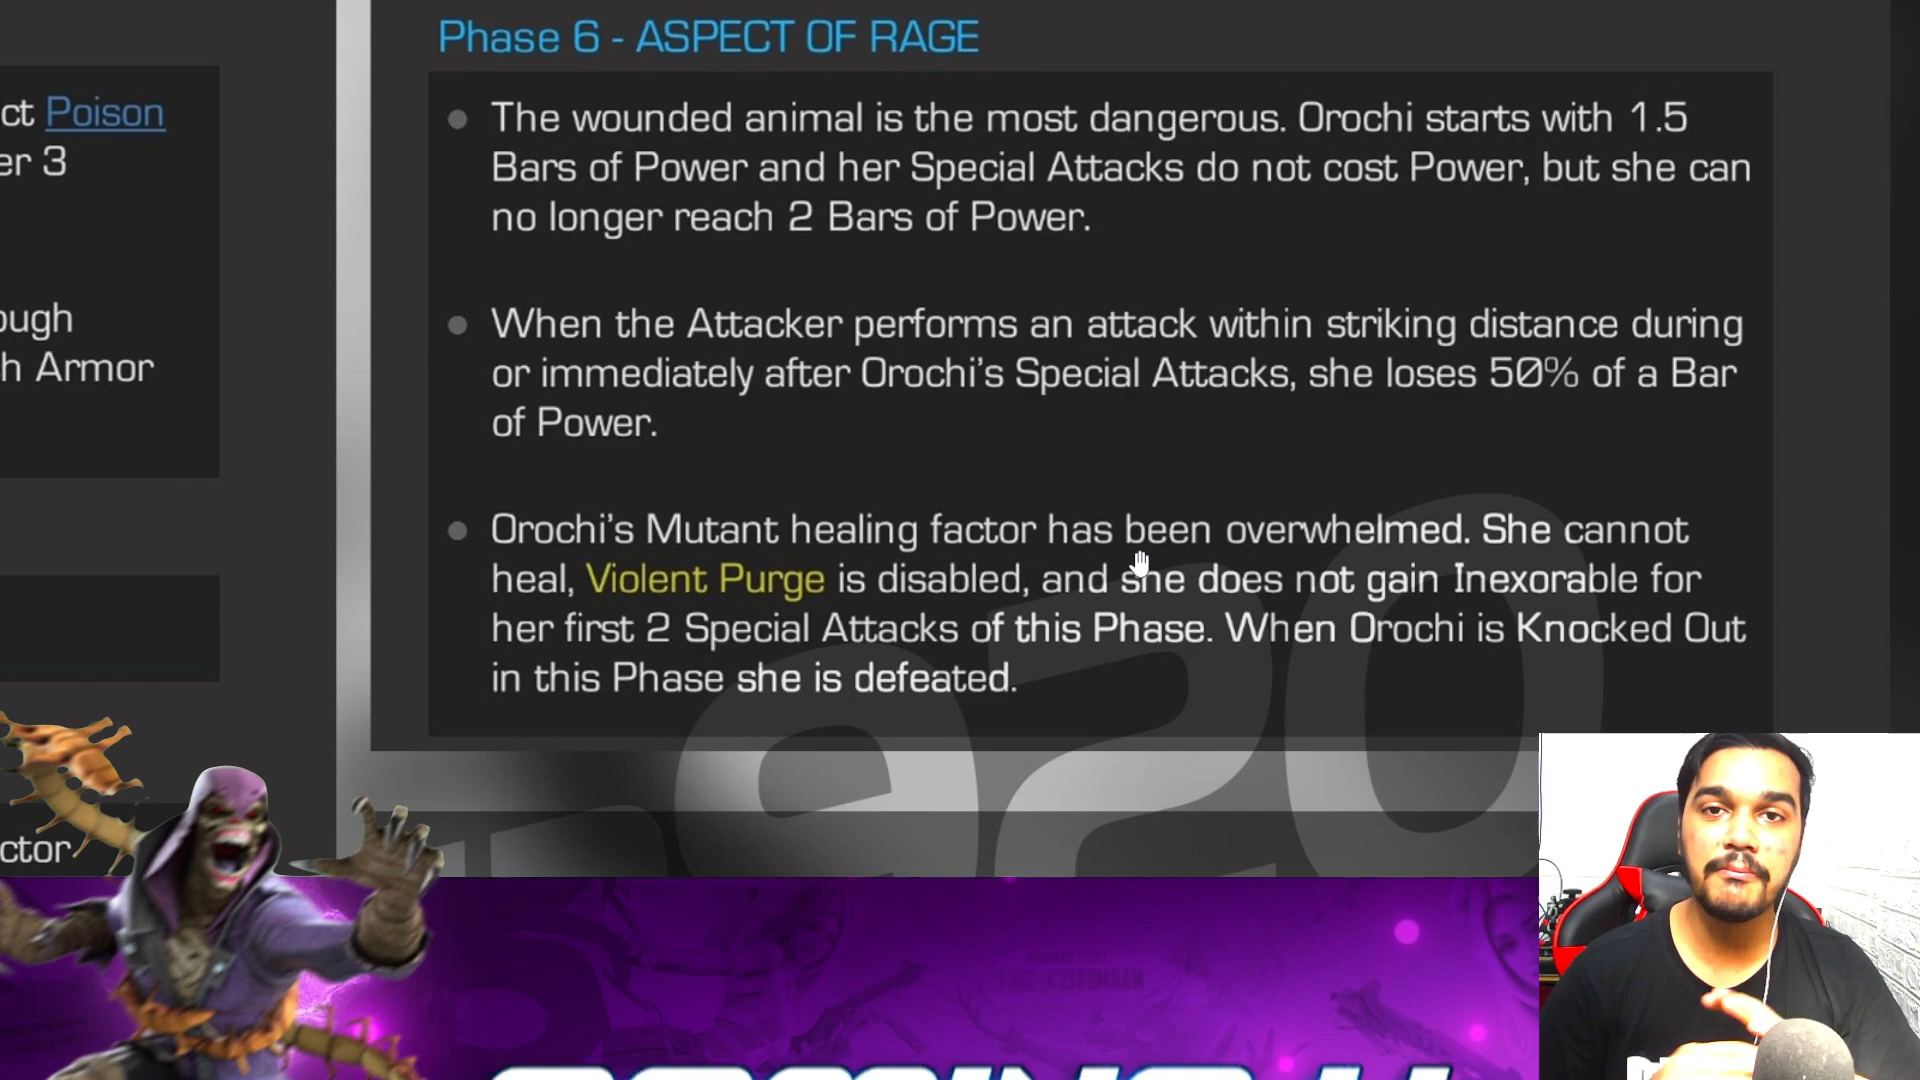 Phase 6 - ASPECT OF RAGE
ct Poison
er 3
ough
h Armor
ctor
The wounded animal is the most dangerous. Orochi starts with 1.5
Bars of Power and her Special Attacks do not cost Power, but she can
no longer reach 2 Bars of Power.
When the Attacker performs an attack within striking distance during
or immediately after Orochi's Special Attacks, she loses 50% of a Bar
of Power.
Orochi's Mutant healing factor has been overwhelmed. She cannot
heal, Violent Purge is disabled, and she does not gain Inexorable for
her first 2 Special Attacks of this Phase. When Orochi is Knocked Out
in this Phase she is defeated.
e20